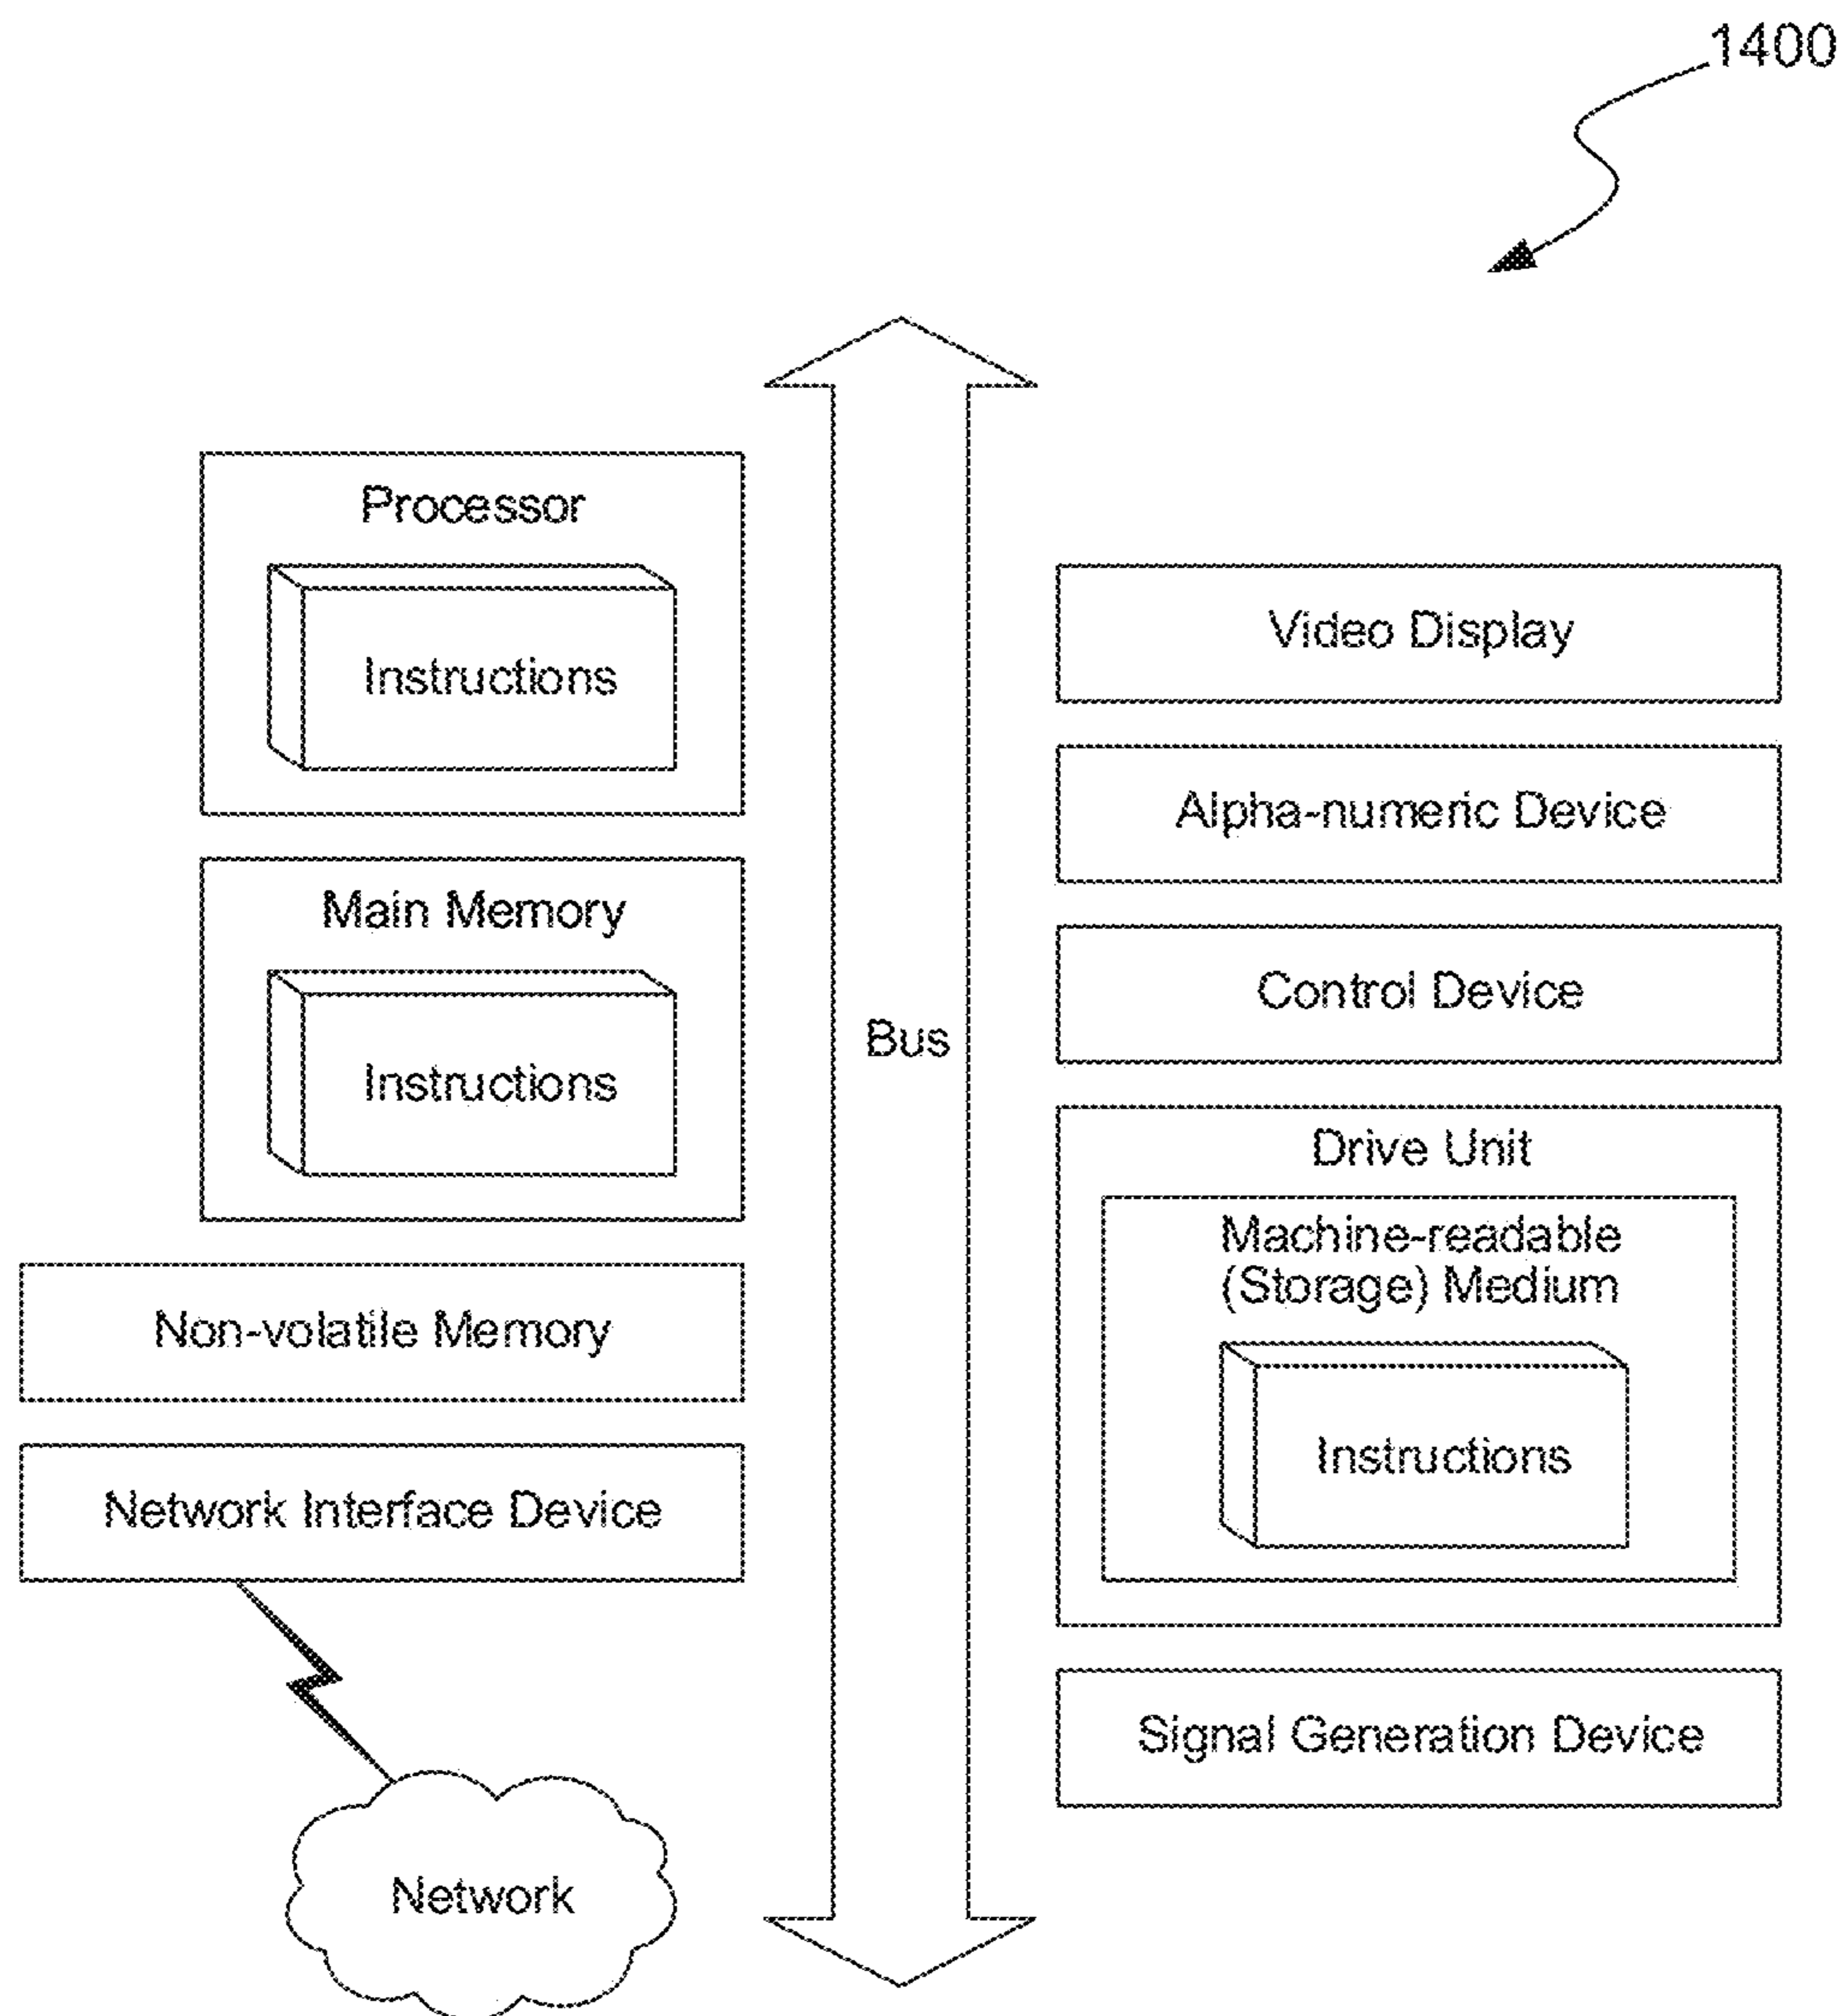 1400
Processor
Instructions
Main Memory
Instructions
Non-volatile Memory
Network Interface Device
Network
Bus
Video Display
Alpha-numeric Device
Control Device
Drive Unit
Machine-readable
(Storage) Medium
Instructions
Signal Generation Device